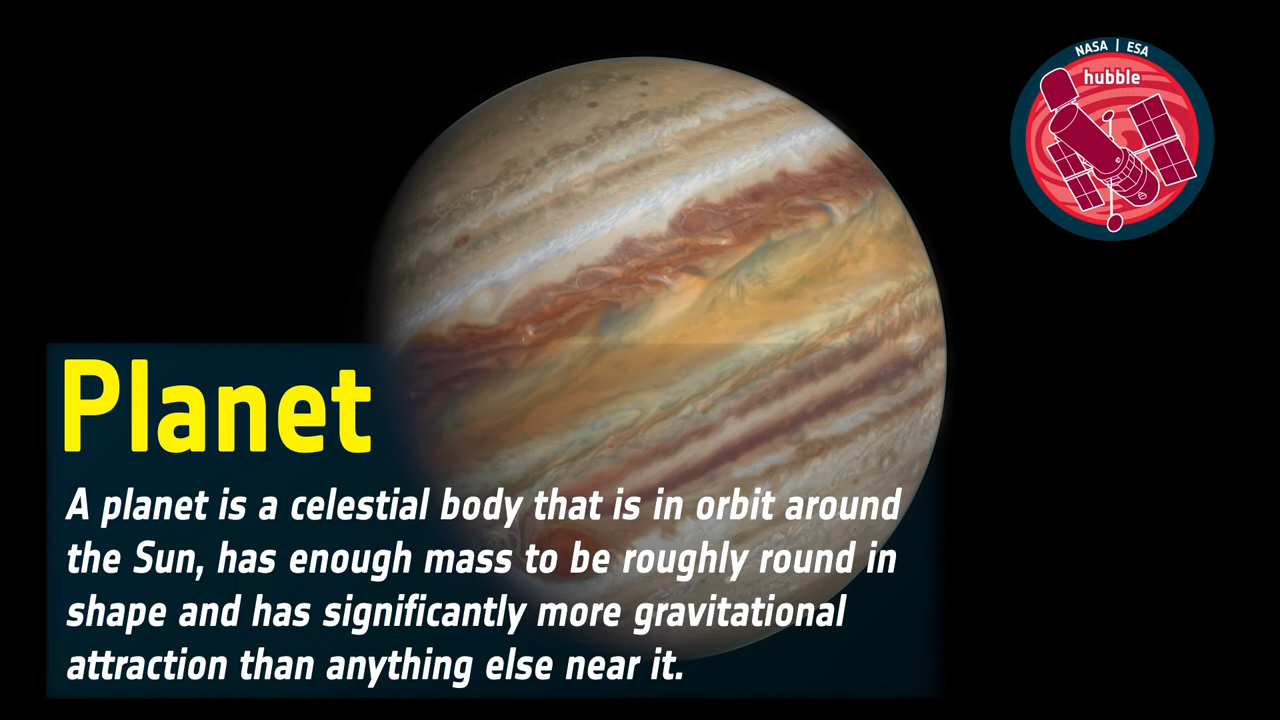 NASA | ESA
hubble
Planet
A planet is a celestial body that is in orbit around
the Sun, has enough mass to be roughly round in
shape and has significantly more gravitational
attraction than anything else near it.